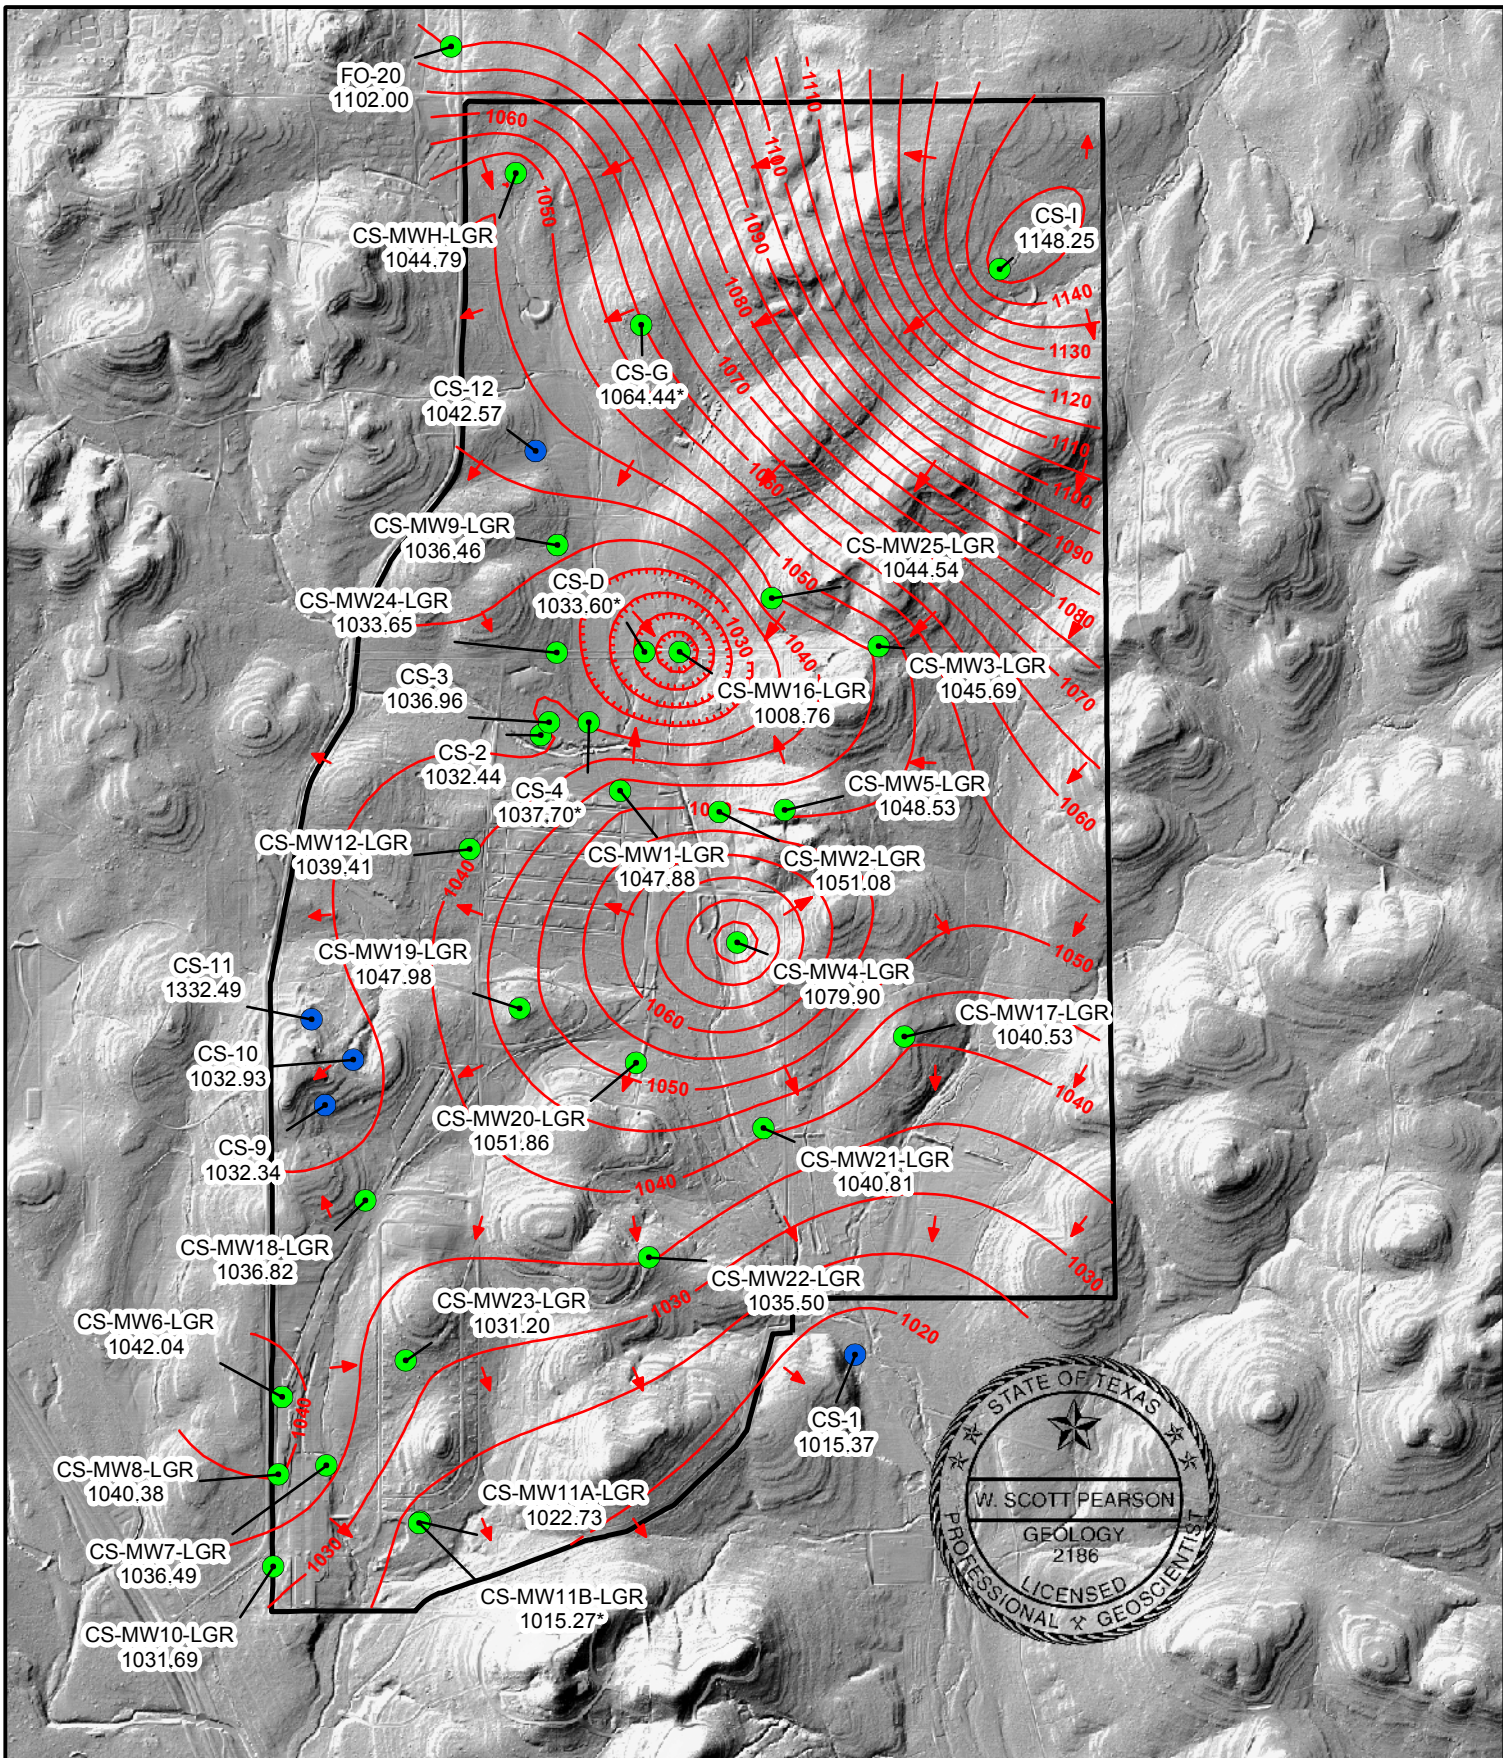 FO-20
1102.00
1060
1110
1100
1050
1090
CS-I
1148.25
CS-MWH-LGR
1044.79
1080
1140
1130
CS-G
1064.44*
1070
CS-12
1042.57
1120
1110
1060
1100
CS-MW9-LGR
1036.46
CS-MW25-LGR
1044.54
1090
CS-D
1033.60*
1050
CS-MW24-LGR
1033.65
1080
1030
1040
CS-MW3-LGR
1045.69
CS-3
1036.96
CS-MW16-LGR
1008.76
1070
CS-2
1032.44
CS-4
1037.70*
CS-MW5-LGR
1048.53
1060
CS-MW12-LGR
1039.41
CS-MW1-LGR
1047.88
CS-MW2-LGR
1051.08
1040
CS-MW19-LGR
1047.98
1050
CS-11
1332.49
CS-MW4-LGR
1079.90
1060
CS-MW17-LGR
1040.53
CS-10
1032.93
1050
1040
CS-MW20-LGR
1051.86
CS-9
1032.34
CS-MW21-LGR
1040.81
1040
CS-MW18-LGR
1036.82
CS-MW22-LGR
1035.50
1030
CS-MW23-LGR
1031.20
1030
CS-MW6-LGR
1042.04
1020
1040
CS-1
1015.37
CS-MW8-LGR
1040.38
CS-MW11A-LGR
1022.73
CS-MW7-LGR
1036.49
1030
CS-MW11B-LGR
1015.27*
CS-MW10-LGR
1031.69
STATE OF TEXAS
W. SCOTT PEARSON
GEOLOGY
2186
LICENSED
PROFESSIONAL GEOSCIENTIST